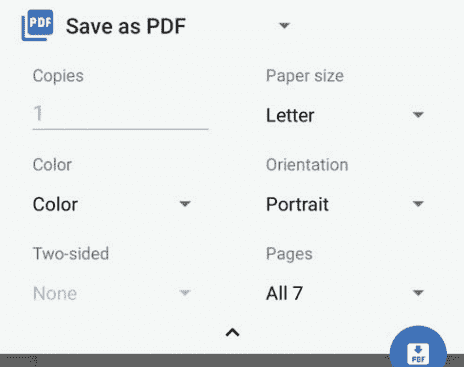 PDF Save as PDF
Copies Paper size
1 Letter
Color Orientation
Color Portrait
Two-sided Pages
None All 7
PDF